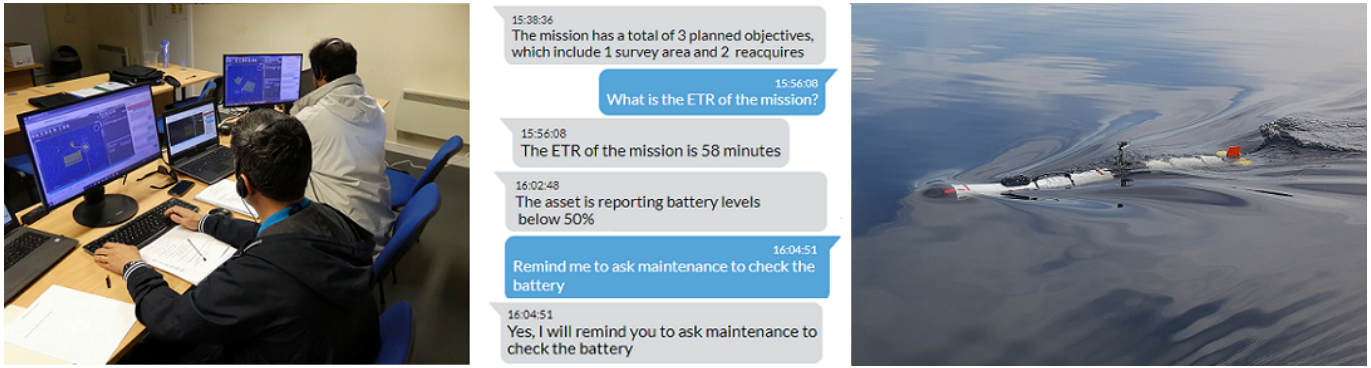 15:38:36
The mission has a total of 3 planned objectives,
which include 1 survey area and 2 reacquires
15:56:08
What is the ETR of the mission?
15:56:08
The ETR of the mission is 58 minutes
16:02:48
The asset is reporting battery levels
below 50%
16:04:51
Remind me to ask maintenance to check the
battery
16:04:51
Yes, I will remind you to ask maintenance to
check the battery